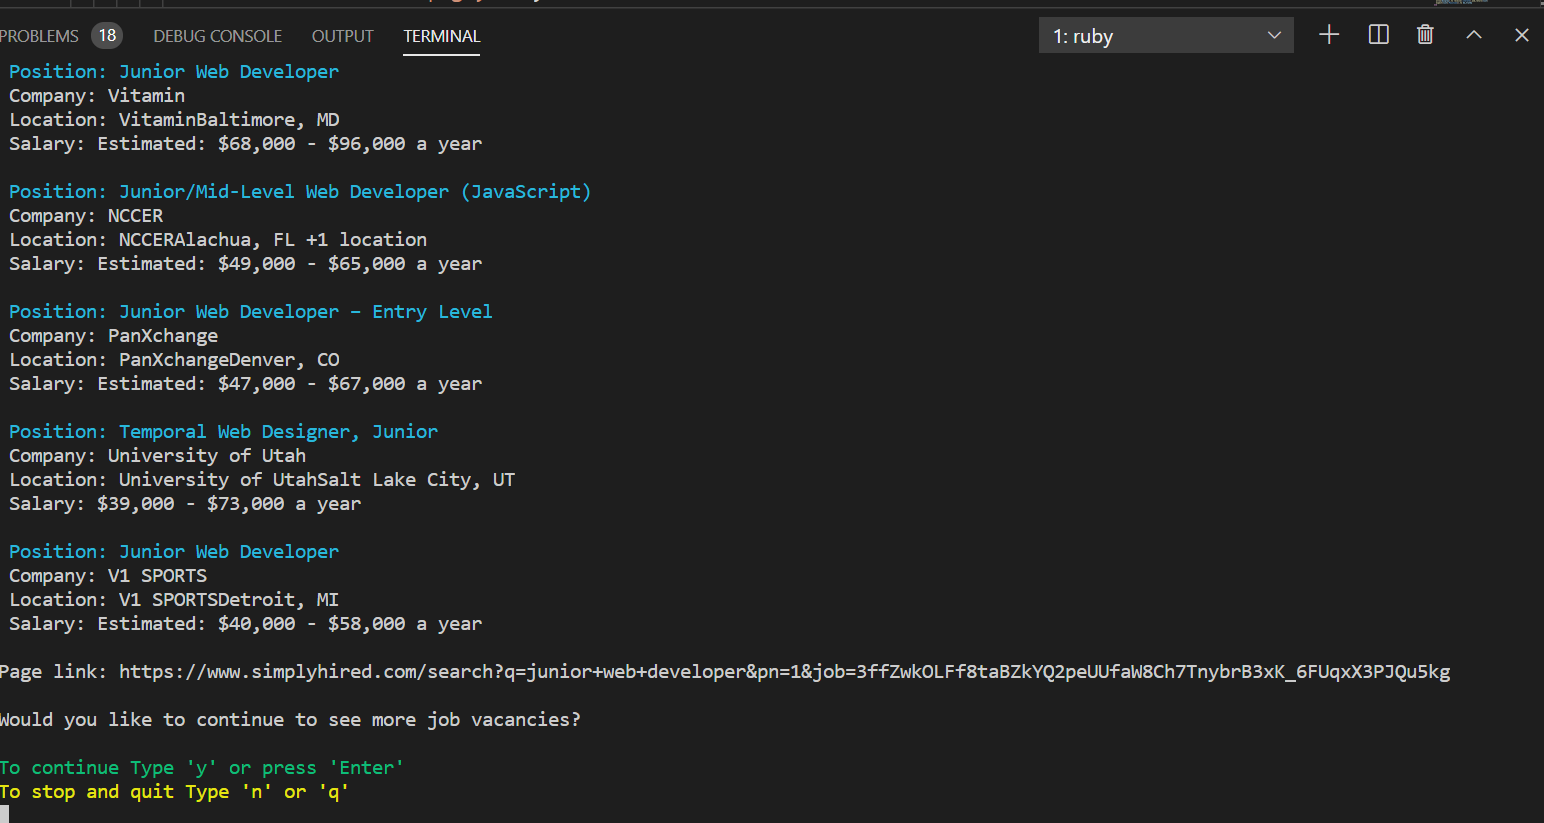 PROBLEMS 18 DEBUG CONSOLE OUTPUT TERMINAL 1: ruby
Position: Junior Web Developer
Company: Vitamin
Location: VitaminBaltimore, MD
Salary: Estimated: $68,000 - $96,000 a year
Position: Junior/Mid-Level Web Developer (JavaScript)
Company: NCCER
Location: NCCERAlachua, FL +1 location
Salary: Estimated: $49,000 - $65,000 a year
Position: Junior Web Developer – Entry Level
Company: PanXchange
Location: PanXchangeDenver, CO
Salary: Estimated: $47,000 - $67,000 a year
Position: Temporal Web Designer, Junior
Company: University of Utah
Location: University of UtahSalt Lake City, UT
Salary: $39,000 - $73,000 a year
Position: Junior Web Developer
Company: V1 SPORTS
Location: V1 SPORTSDetroit, MI
Salary: Estimated: $40,000 - $58,000 a year
Page link: https://www.simplyhired.com/search?q=junior+web+developer&pn=1&job=3ffZwkOLFf8taBZkYQ2peUUfaW8Ch7TnybrB3xK_6FUqxX3PJQu5kg
Would you like to continue to see more job vacancies?
To continue Type 'y' or press 'Enter'
To stop and quit Type 'n' or 'q'